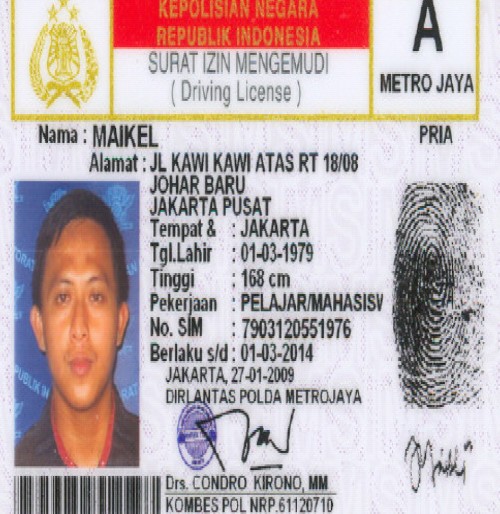 KEPOLISIAN NEGARA
REPUBLIK INDONESIA
SURAT IZIN MENGEMUDI
( Driving License )
A
METRO JAYA
Nama : MAIKEL
PRIA
Alamat : JL KAWI KAWI ATAS RT 18/08
JOHAR BARU
JAKARTA PUSAT
Tempat & : JAKARTA
Tgl.Lahir : 01-03-1979
Tinggi : 168 cm
Pekerjaan : PELAJAR/MAHASISV
No. SIM : 7903120551976
Berlaku s/d : 01-03-2014
JAKARTA, 27-01-2009
DIRLANTAS POLDA METROJAYA
Drs. CONDRO KIRONO, MM
KOMBES POL NRP.61120710